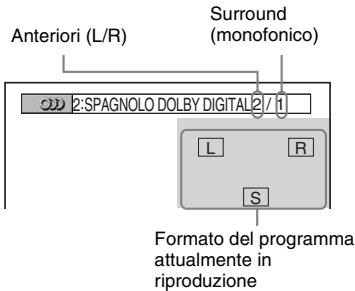 Surround
(monofonico)
Anteriori (L/R)
2:SPAGNOLO DOLBY DIGITAL 2 / 1
L R
S
Formato del programma
attualmente in
riproduzione